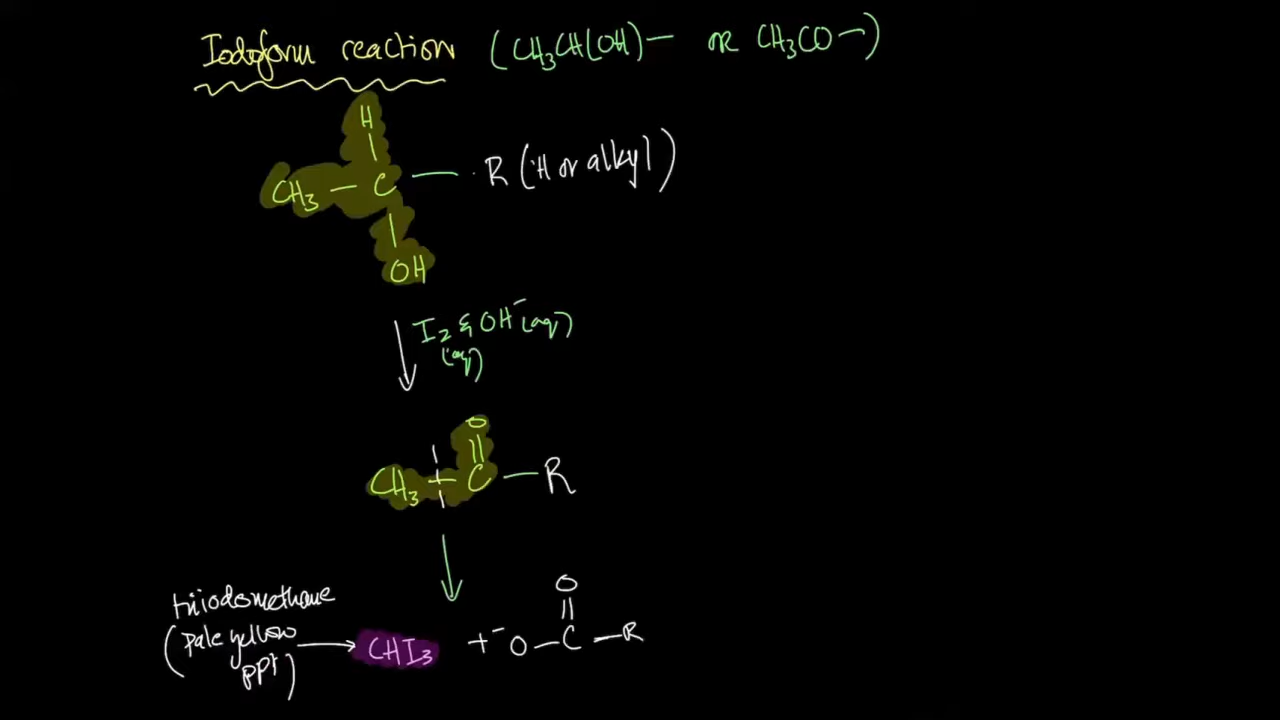 Iodoform reaction (CH₃CH(OH)— or CH₃CO—)
H
CH₃ — C — R (H or alkyl)
OH
I₂ & OH⁻(aq)
(aq)
O
CH₃ — C — R
triiodomethane
(pale yellow ppt) → CHI₃ + ⁻O — C — R
O